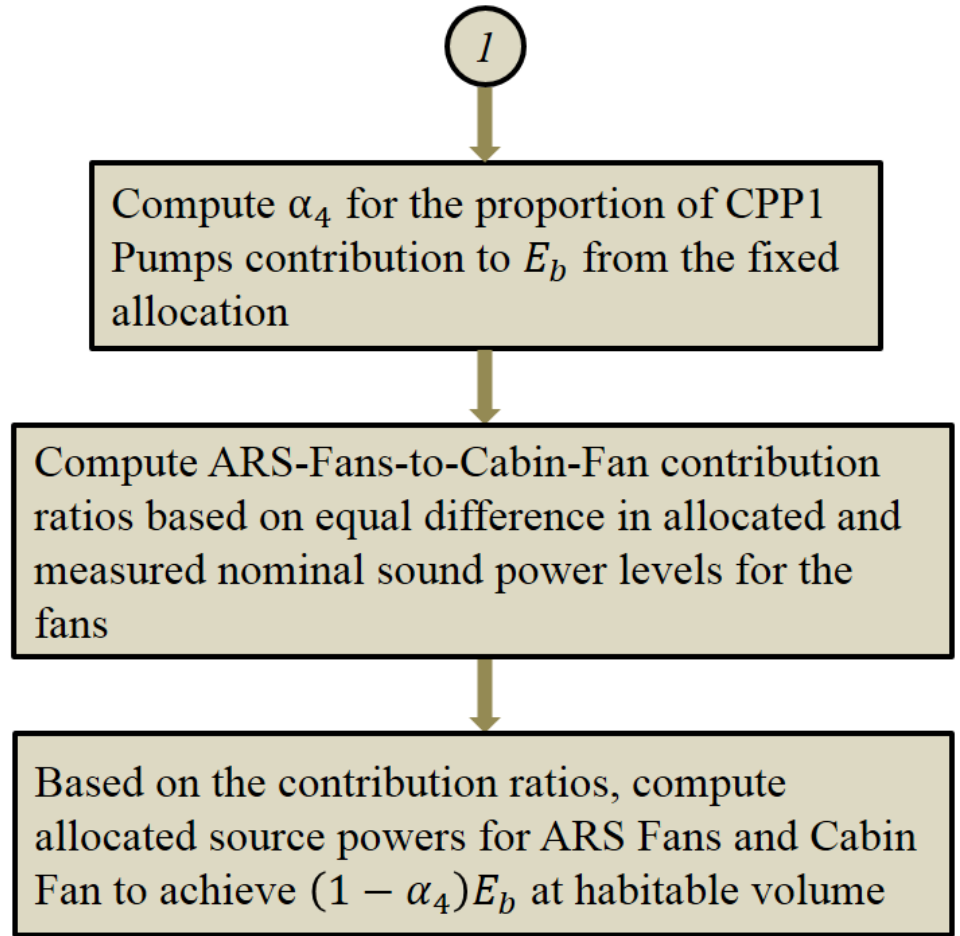 1
Compute α₄ for the proportion of CPP1
Pumps contribution to E_b from the fixed
allocation
Compute ARS-Fans-to-Cabin-Fan contribution
ratios based on equal difference in allocated and
measured nominal sound power levels for the
fans
Based on the contribution ratios, compute
allocated source powers for ARS Fans and Cabin
Fan to achieve (1 − α₄)E_b at habitable volume